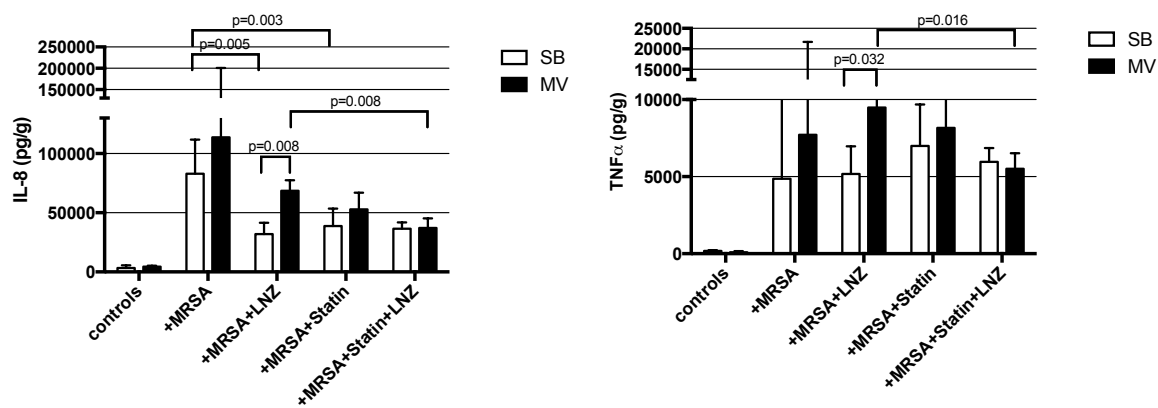 p=0.003
p=0.005
p=0.008
p=0.008
IL-8 (pg/g)
250000
200000
150000
100000
50000
0
controls
+MRSA
+MRSA+LNZ
+MRSA+Statin
+MRSA+Statin+LNZ
SB
MV
p=0.016
p=0.032
TNFα (pg/g)
25000
20000
15000
10000
5000
0
controls
+MRSA
+MRSA+LNZ
+MRSA+Statin
+MRSA+Statin+LNZ
SB
MV